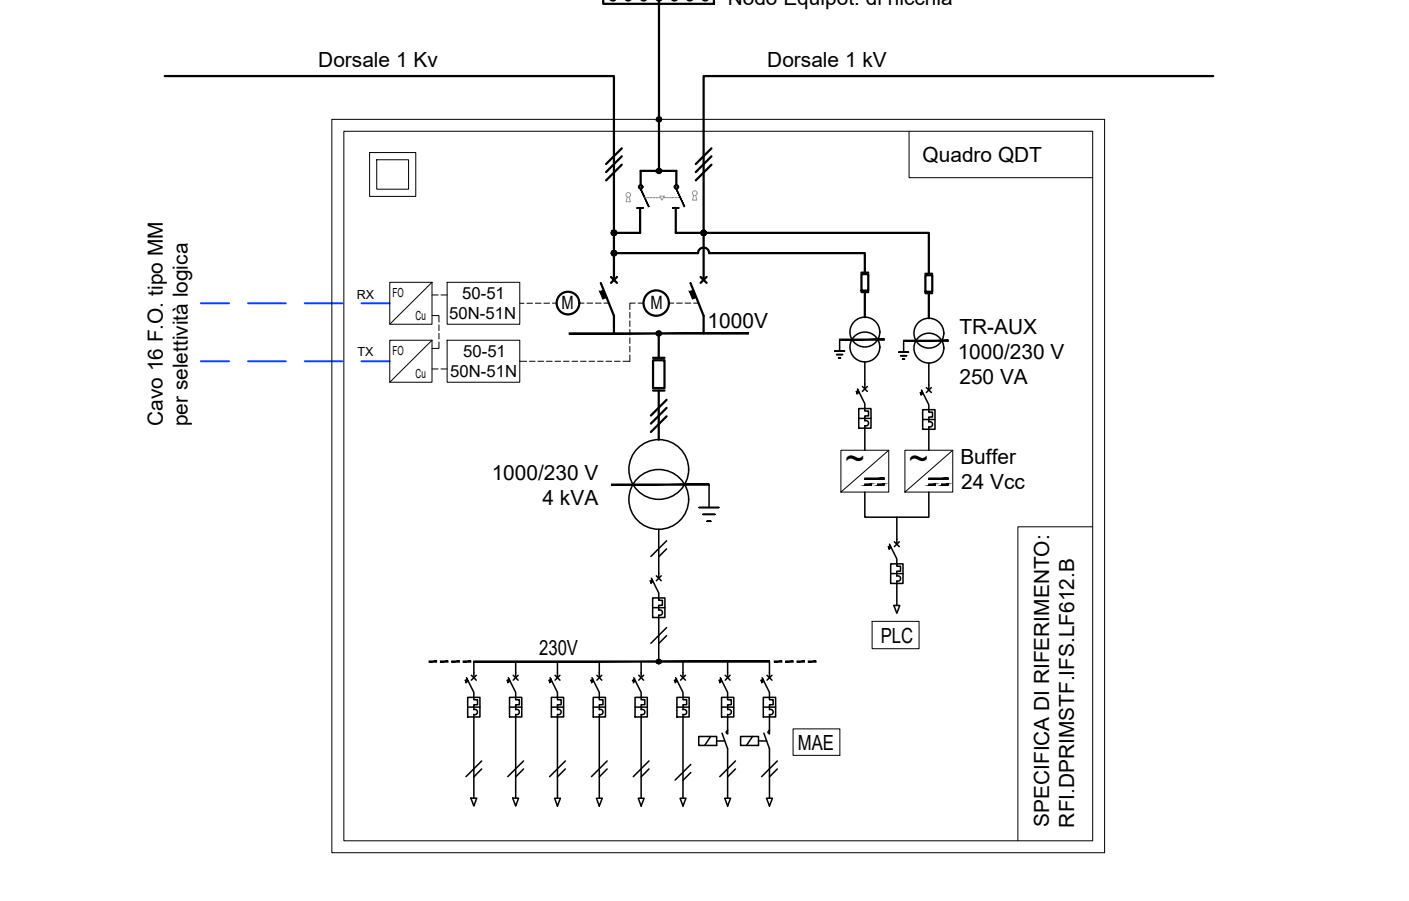 Nodo Equipot. di nicchia
Dorsale 1 Kv
Dorsale 1 kV
Quadro QDT
Cavo 16 F.O. tipo MM
per selettività logica
RX
FO
Cu
50-51
50N-51N
M
M
1000V
TX
FO
Cu
50-51
50N-51N
TR-AUX
1000/230 V
250 VA
1000/230 V
4 kVA
Buffer
24 Vcc
PLC
230V
MAE
SPECIFICA DI RIFERIMENTO:
RFI.DPRIMSTF.IFS.LF612.B